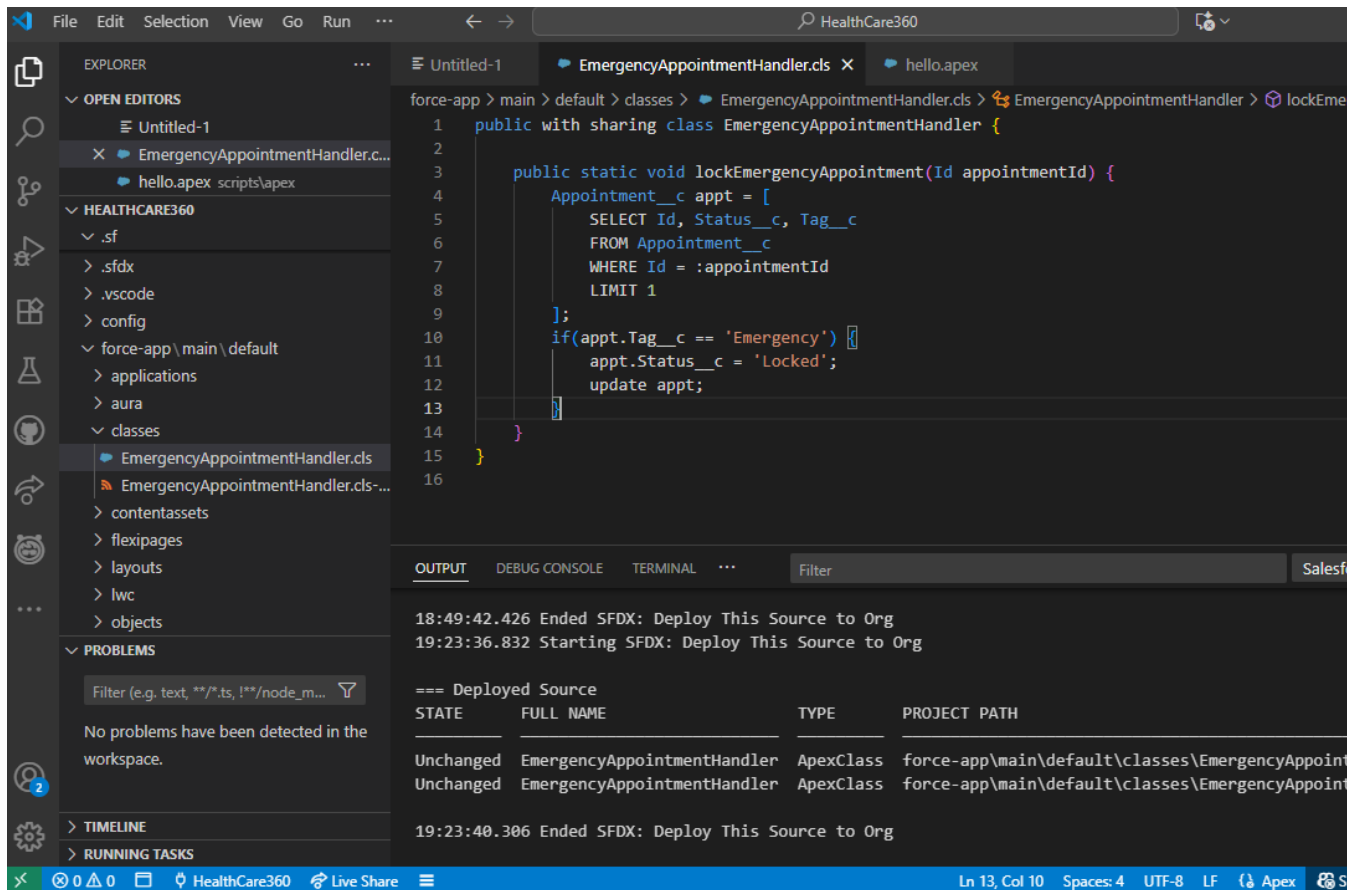 File Edit Selection View Go Run ··· ← → HealthCare360
EXPLORER ···
OPEN EDITORS
Untitled-1
EmergencyAppointmentHandler.c...
hello.apex scripts\apex
HEALTHCARE360
.sf
.sfdx
.vscode
config
force-app\main\default
applications
aura
classes
EmergencyAppointmentHandler.cls
EmergencyAppointmentHandler.cls-...
contentassets
flexipages
layouts
lwc
objects
PROBLEMS
Filter (e.g. text, **/*.ts, !**/node_m...
No problems have been detected in the
workspace.
2
TIMELINE
RUNNING TASKS
Untitled-1 EmergencyAppointmentHandler.cls × hello.apex
force-app > main > default > classes > EmergencyAppointmentHandler.cls > EmergencyAppointmentHandler > lockEme
1 public with sharing class EmergencyAppointmentHandler {
2
3 public static void lockEmergencyAppointment(Id appointmentId) {
4 Appointment__c appt = [
5 SELECT Id, Status__c, Tag__c
6 FROM Appointment__c
7 WHERE Id = :appointmentId
8 LIMIT 1
9 ];
10 if(appt.Tag__c == 'Emergency') {
11 appt.Status__c = 'Locked';
12 update appt;
13 }
14 }
15 }
16
OUTPUT DEBUG CONSOLE TERMINAL ··· Filter Salesf
18:49:42.426 Ended SFDX: Deploy This Source to Org
19:23:36.832 Starting SFDX: Deploy This Source to Org
=== Deployed Source
STATE FULL NAME TYPE PROJECT PATH
Unchanged EmergencyAppointmentHandler ApexClass force-app\main\default\classes\EmergencyAppoint
Unchanged EmergencyAppointmentHandler ApexClass force-app\main\default\classes\EmergencyAppoint
19:23:40.306 Ended SFDX: Deploy This Source to Org
0 0 HealthCare360 Live Share Ln 13, Col 10 Spaces: 4 UTF-8 LF {} Apex S